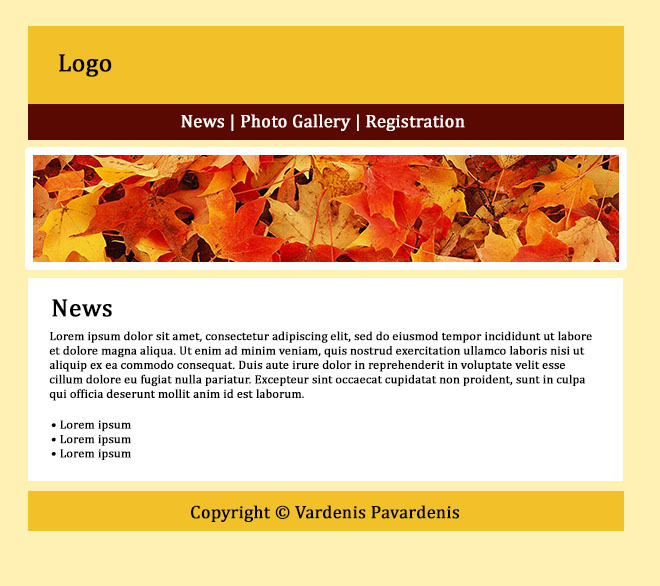 Logo
News | Photo Gallery | Registration
News
Lorem ipsum dolor sit amet, consectetur adipiscing elit, sed do eiusmod tempor incididunt ut labore
et dolore magna aliqua. Ut enim ad minim veniam, quis nostrud exercitation ullamco laboris nisi ut
aliquip ex ea commodo consequat. Duis aute irure dolor in reprehenderit in voluptate velit esse
cillum dolore eu fugiat nulla pariatur. Excepteur sint occaecat cupidatat non proident, sunt in culpa
qui officia deserunt mollit anim id est laborum.
• Lorem ipsum
• Lorem ipsum
• Lorem ipsum
Copyright © Vardenis Pavardenis